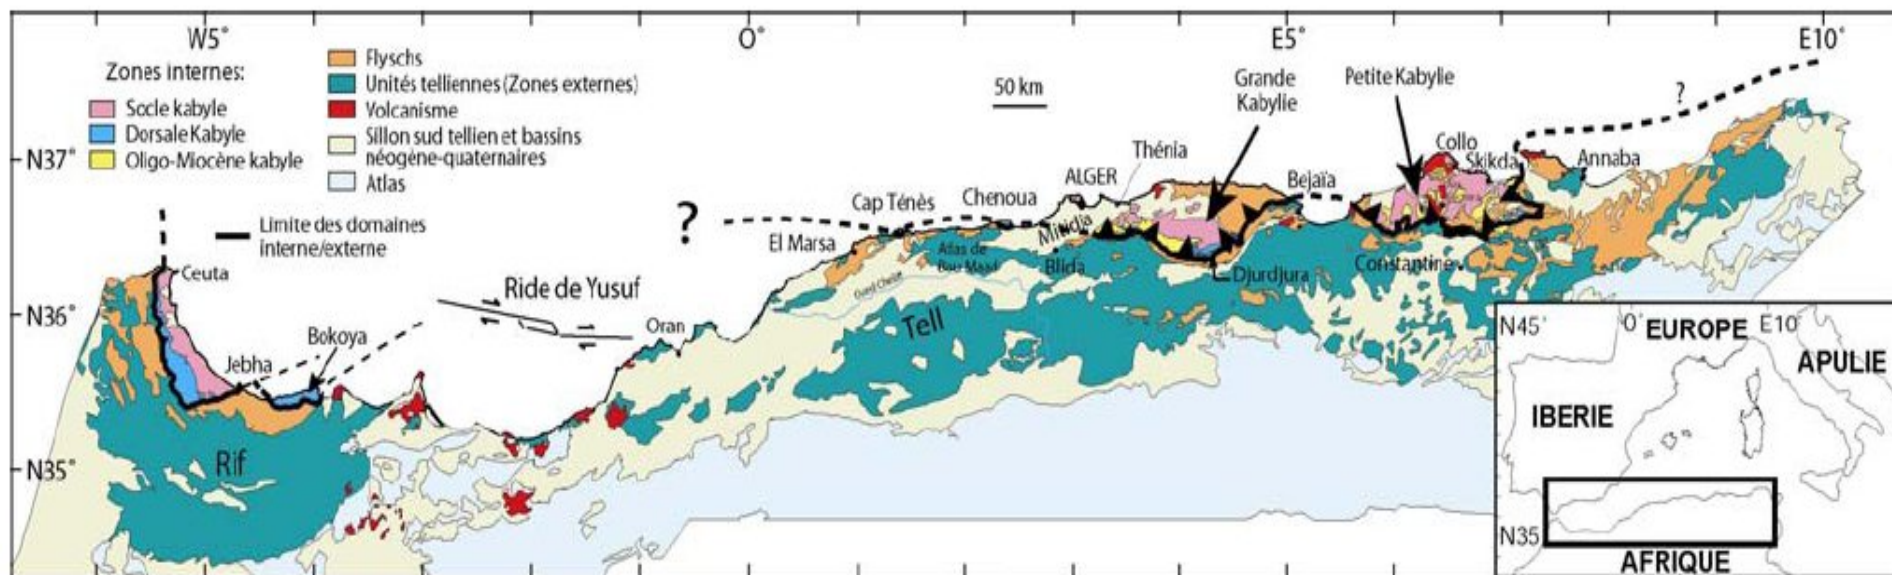 W5°
0°
E5°
E10°
Zones internes:
Socle kabyle
Dorsale Kabyle
Oligo-Miocène kabyle
Flyschs
Unités telliennes (Zones externes)
Volcanisme
Sillon sud tellien et bassins
néogène-quaternaires
Atlas
Limite des domaines
interne/externe
50 km
Grande
Kabylie
Petite Kabylie
?
N37°
N36°
N35°
Collo
Skikda
Annaba
Thénia
ALGER
Bejaïa
Cap Ténès
Chenoua
?
El Marsa
Mitidja
Atlas de
Bou Maad
Blida
Oued Chelif
Djurdjura
Constantine
Ceuta
Ride de Yusuf
Oran
Tell
Bokoya
Jebha
Rif
N45°
0°
E10°
EUROPE
APULIE
IBERIE
N35
AFRIQUE